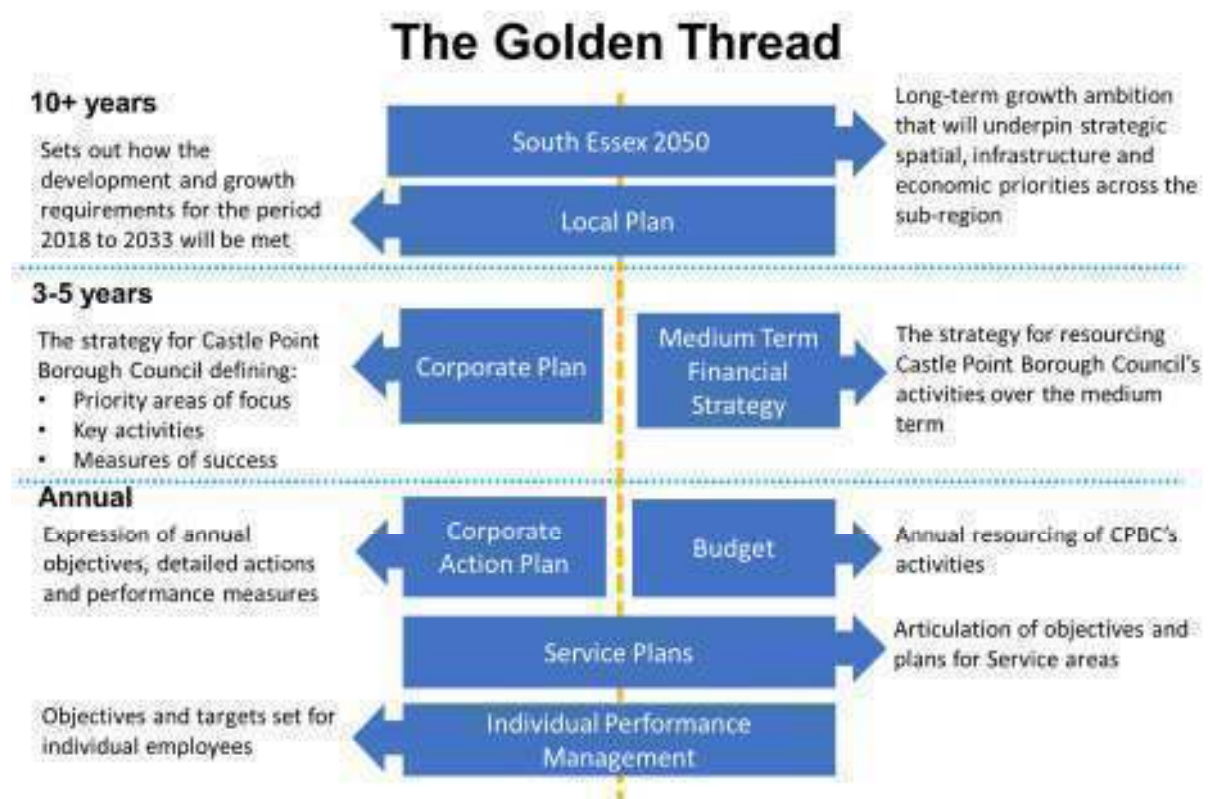 The Golden Thread
10+ years
Sets out how the
development and growth
requirements for the period
2018 to 2033 will be met
South Essex 2050
Local Plan
Long-term growth ambition
that will underpin strategic
spatial, infrastructure and
economic priorities across the
sub-region
3-5 years
The strategy for Castle Point
Borough Council defining:
• Priority areas of focus
• Key activities
• Measures of success
Corporate Plan
Medium Term
Financial
Strategy
The strategy for resourcing
Castle Point Borough Council's
activities over the medium
term
Annual
Expression of annual
objectives, detailed actions
and performance measures
Corporate
Action Plan
Budget
Annual resourcing of CPBC's
activities
Service Plans
Articulation of objectives and
plans for Service areas
Objectives and targets set for
individual employees
Individual Performance
Management